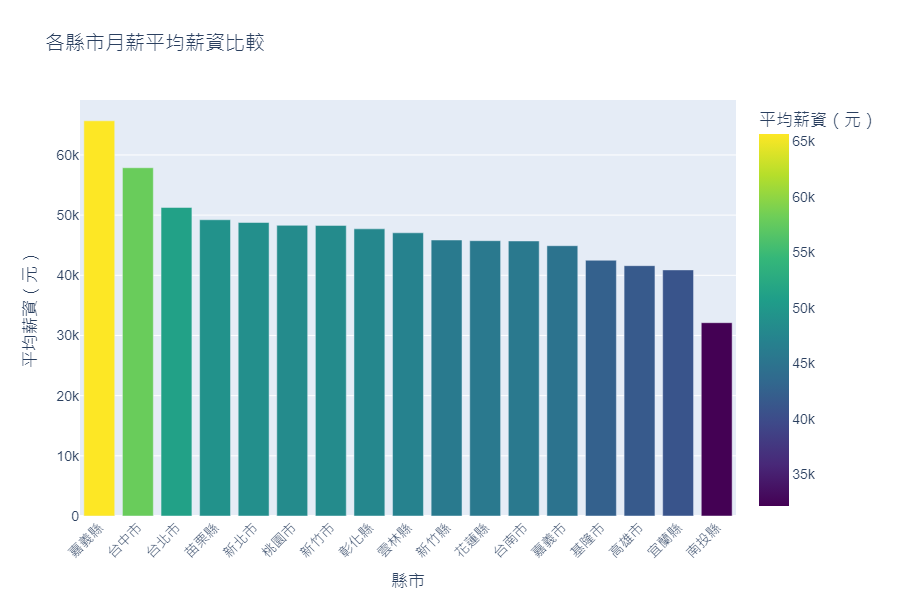 各縣市月薪平均薪資比較
平均薪資（元）
60k
50k
40k
30k
20k
10k
0
嘉義縣
台中市
台北市
苗栗縣
新北市
桃園市
新竹市
彰化縣
雲林縣
新竹縣
花蓮縣
台南市
嘉義市
基隆市
高雄市
宜蘭縣
南投縣
縣市
平均薪資（元）
65k
60k
55k
50k
45k
40k
35k